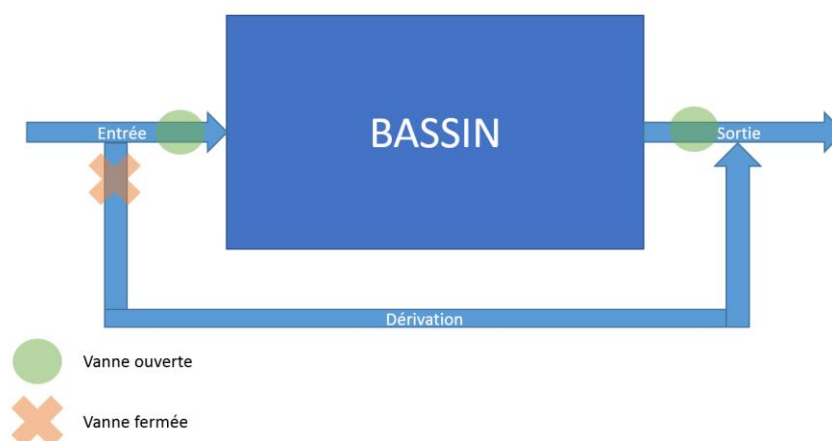 BASSIN
Entrée
Sortie
Dérivation
Vanne ouverte
Vanne fermée